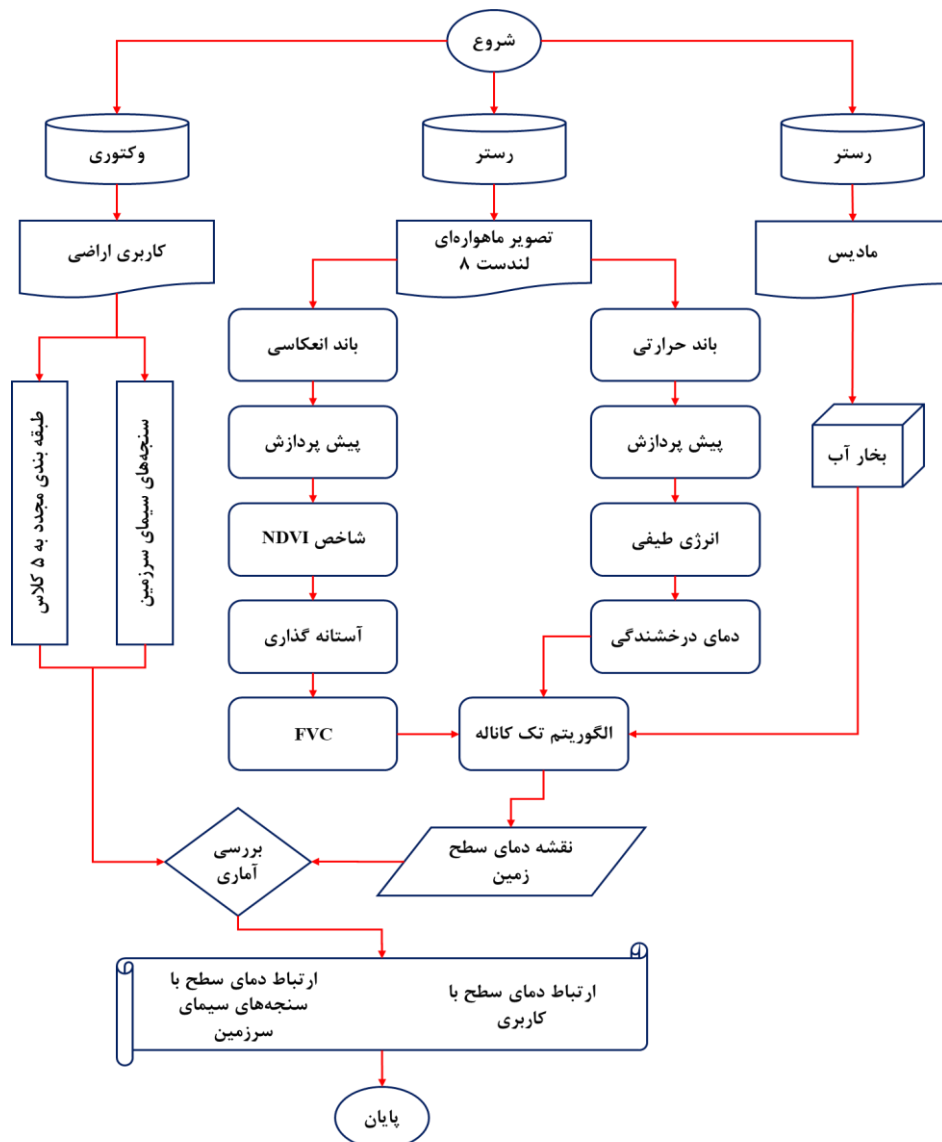 شروع
وکتوری
رستر
رستر
کاربری اراضی
تصویر ماهواره‌ای
لندست ۸
مادیس
باند انعکاسی
باند حرارتی
طبقه بندی مجدد به ۵ کلاس
سنجه‌های سیمای سرزمین
پیش پردازش
پیش پردازش
بخار آب
شاخص NDVI
انرژی طیفی
آستانه گذاری
دمای درخشندگی
FVC
الگوریتم تک کاناله
بررسی
آماری
نقشه دمای سطح
زمین
ارتباط دمای سطح با
سنجه‌های سیمای
سرزمین
ارتباط دمای سطح با
کاربری
پایان